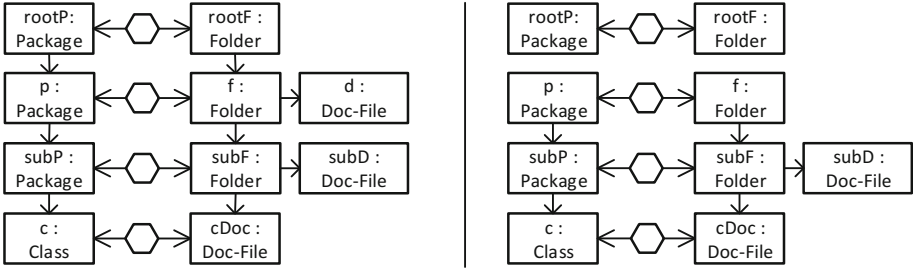 rootP:
Package
rootF :
Folder
p :
Package
f :
Folder
d :
Doc-File
subP :
Package
subF :
Folder
subD :
Doc-File
c :
Class
cDoc :
Doc-File
rootP:
Package
rootF :
Folder
p :
Package
f :
Folder
subP :
Package
subF :
Folder
subD :
Doc-File
c :
Class
cDoc :
Doc-File